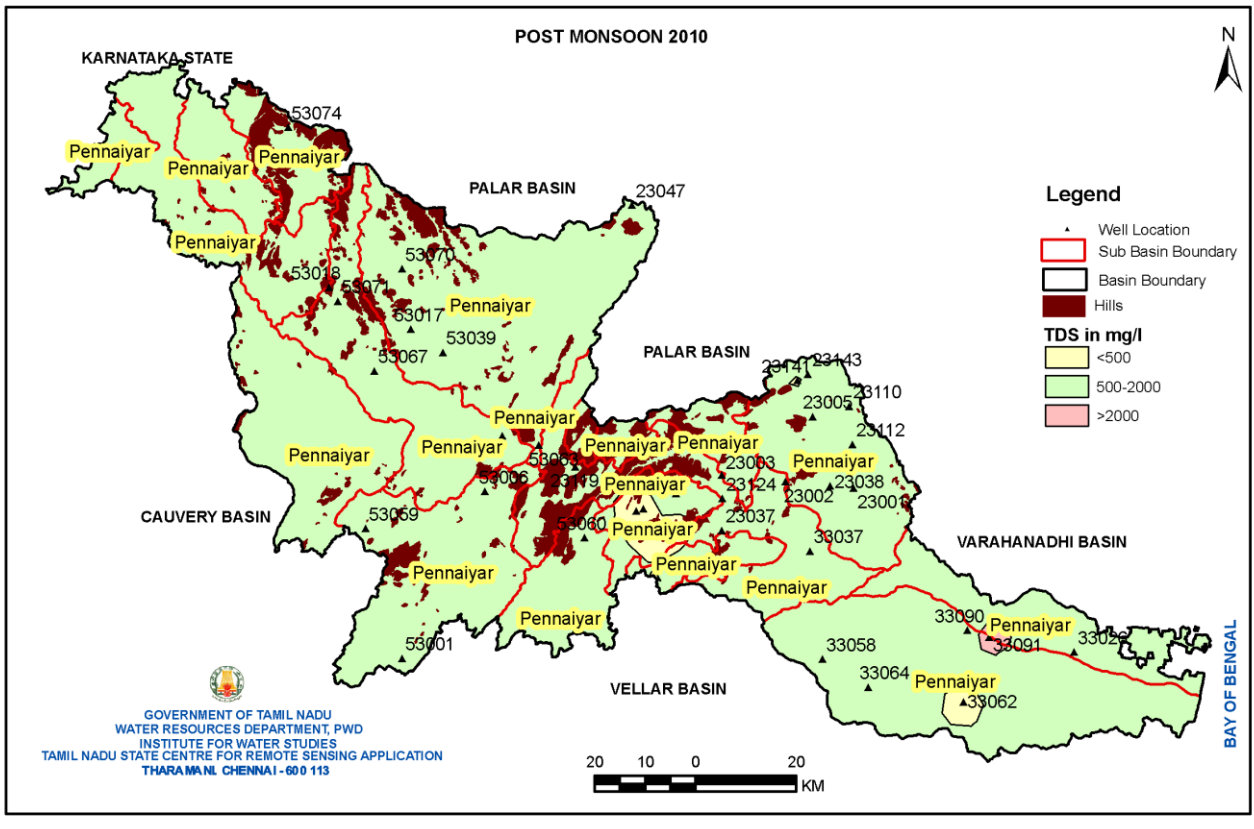 POST MONSOON 2010
N
KARNATAKA STATE
53074
Pennaiyar
Pennaiyar
Pennaiyar
PALAR BASIN
23047
Pennaiyar
53070
53018
53071
Pennaiyar
53017
53039
53067
PALAR BASIN
23141
23143
23110
23005
23112
Pennaiyar
Pennaiyar
Pennaiyar
Pennaiyar
Pennaiyar
Pennaiyar
53063
23003
53006
23119
Pennaiyar
23124
23002
23038
23001
CAUVERY BASIN
53059
53060
Pennaiyar
23037
33037
VARAHANADHI BASIN
Pennaiyar
Pennaiyar
Pennaiyar
Pennaiyar
33090
Pennaiyar
33091
33026
53001
33058
33064
Pennaiyar
33062
VELLAR BASIN
BAY OF BENGAL
Legend
Well Location
Sub Basin Boundary
Basin Boundary
Hills
TDS in mg/l
<500
500-2000
>2000
GOVERNMENT OF TAMIL NADU
WATER RESOURCES DEPARTMENT, PWD
INSTITUTE FOR WATER STUDIES
TAMIL NADU STATE CENTRE FOR REMOTE SENSING APPLICATION
THARAMANI. CHENNAI - 600 113
20 10 0 20
KM